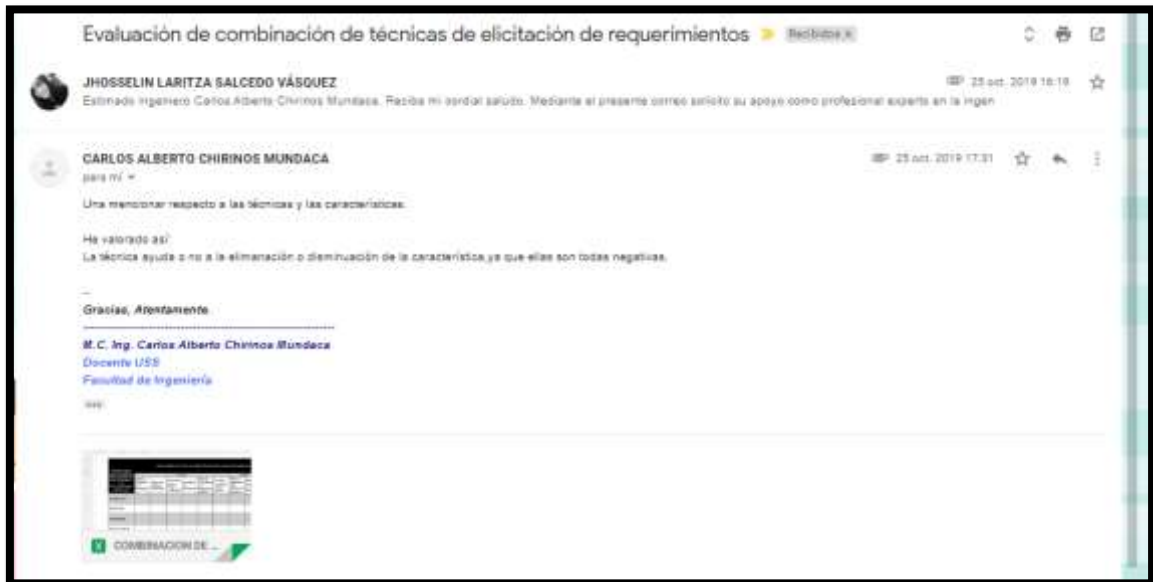 Evaluación de combinación de técnicas de elicitación de requerimientos
Recibidos x
JHOSSELIN LARITZA SALCEDO VÁSQUEZ
25 oct. 2019 16:19
Estimado Ingeniero Carlos Alberto Chirinos Mundaca. Reciba mi cordial saludo. Mediante el presente correo solicito su apoyo como profesional experto en la ingen
CARLOS ALBERTO CHIRINOS MUNDACA
25 oct. 2019 17:31
para mí
Una mencionar respecto a las técnicas y las características.
He valorado así:
La técnica ayuda o no a la elimanación o disminuación de la característica,ya que ellas son todas negativas.
--
Gracias, Atentamente.
M.C. Ing. Carlos Alberto Chirinos Mundaca
Docente USS
Facultad de Ingeniería
COMBINACION DE ...